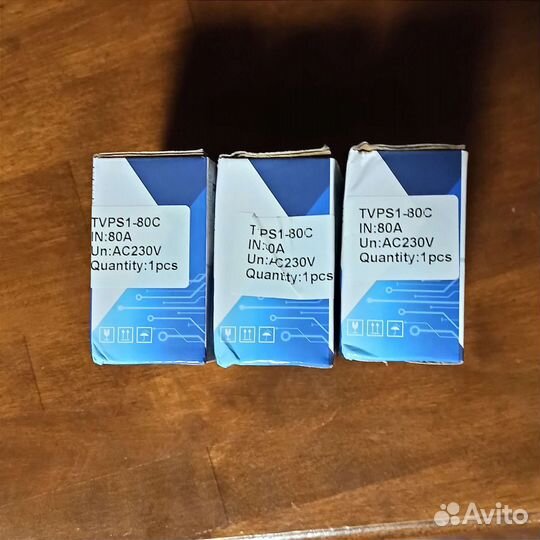 TVPS1-80C
IN:80A
Un:AC230V
Quantity:1pcs
T PS1-80C
IN: 0A
Un:AC230V
Quantity:1pcs
TVPS1-80C
IN:80A
Un:AC230V
Quantity:1pcs
Avito